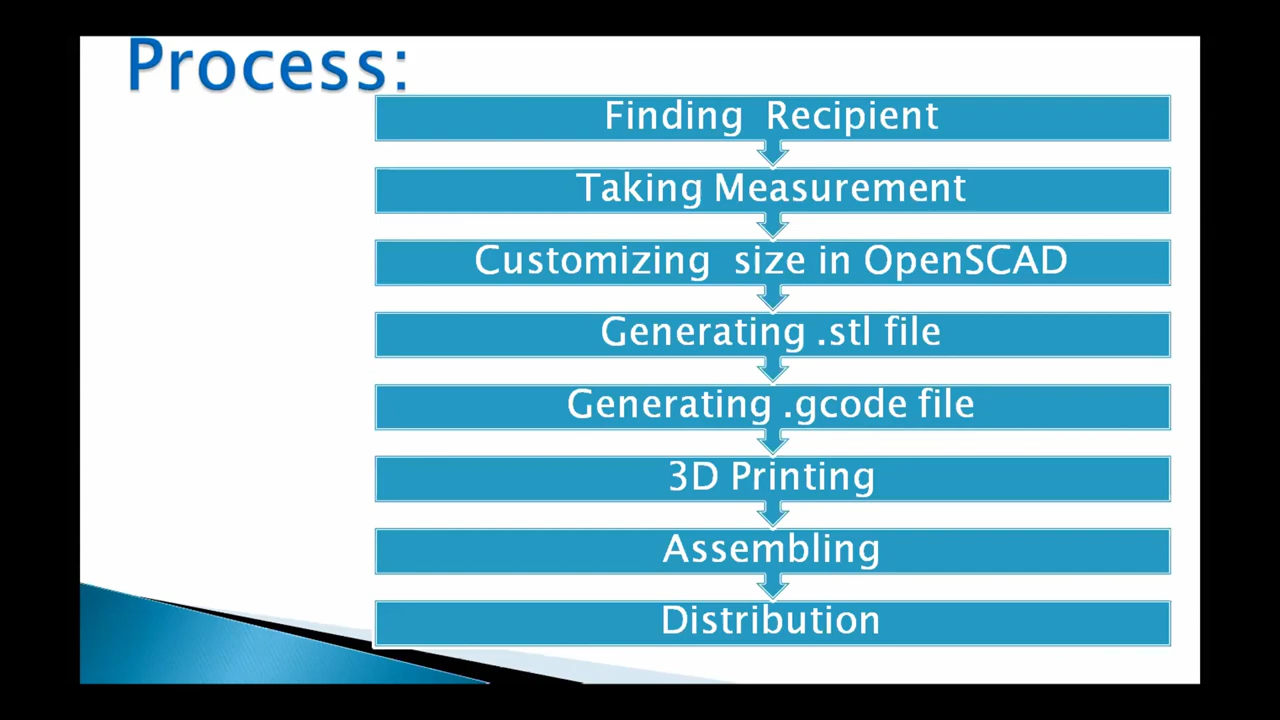 Process:
Finding Recipient
Taking Measurement
Customizing size in OpenSCAD
Generating .stl file
Generating .gcode file
3D Printing
Assembling
Distribution